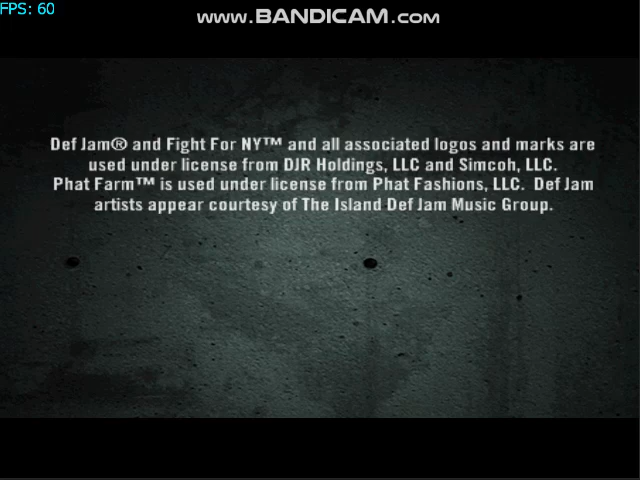 FPS: 60
www.BANDICAM.com
Def Jam® and Fight For NY™ and all associated logos and marks are
used under license from DJR Holdings, LLC and Simcoh, LLC.
Phat Farm™ is used under license from Phat Fashions, LLC. Def Jam
artists appear courtesy of The Island Def Jam Music Group.